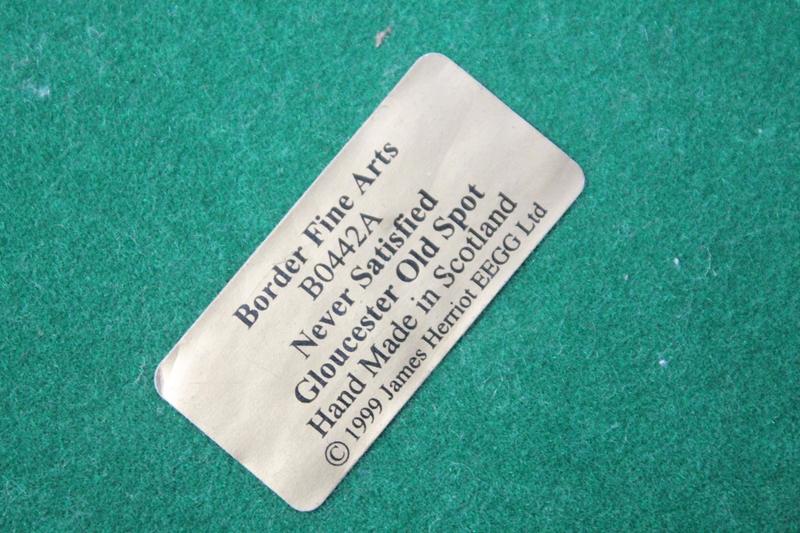 Border Fine Arts
B0442A
Never Satisfied
Gloucester Old Spot
Hand Made in Scotland
© 1999 James Herriot EEGG Ltd